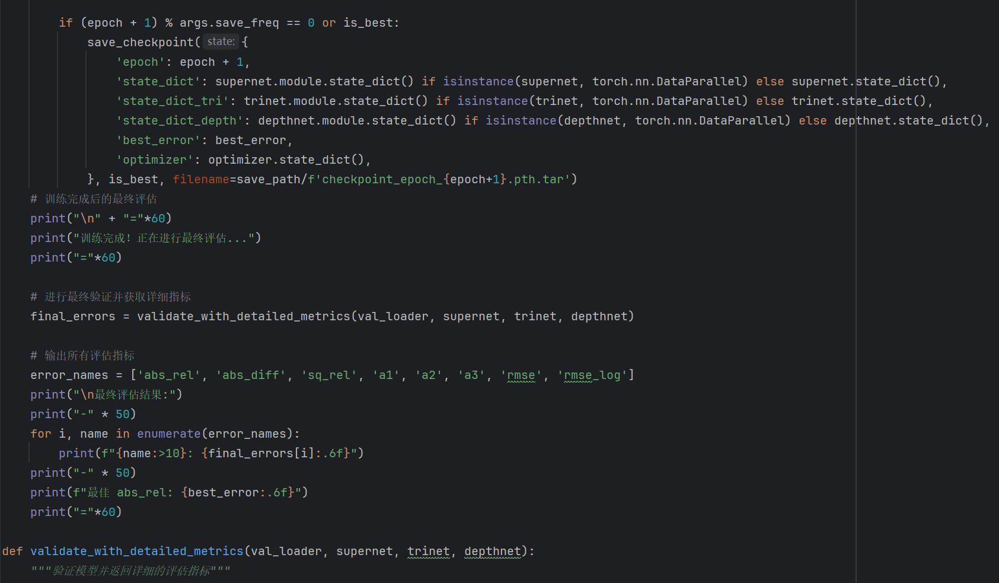 if (epoch + 1) % args.save_freq == 0 or is_best:
save_checkpoint( state: {
'epoch': epoch + 1,
'state_dict': supernet.module.state_dict() if isinstance(supernet, torch.nn.DataParallel) else supernet.state_dict(),
'state_dict_tri': trinet.module.state_dict() if isinstance(trinet, torch.nn.DataParallel) else trinet.state_dict(),
'state_dict_depth': depthnet.module.state_dict() if isinstance(depthnet, torch.nn.DataParallel) else depthnet.state_dict(),
'best_error': best_error,
'optimizer': optimizer.state_dict(),
}, is_best, filename=save_path/f'checkpoint_epoch_{epoch+1}.pth.tar')
# 训练完成后的最终评估
print("\n" + "="*60)
print("训练完成! 正在进行最终评估...")
print("="*60)
# 进行最终验证并获取详细指标
final_errors = validate_with_detailed_metrics(val_loader, supernet, trinet, depthnet)
# 输出所有评估指标
error_names = ['abs_rel', 'abs_diff', 'sq_rel', 'a1', 'a2', 'a3', 'rmse', 'rmse_log']
print("\n最终评估结果:")
print("-" * 50)
for i, name in enumerate(error_names):
print(f"{name:>10}: {final_errors[i]:.6f}")
print("-" * 50)
print(f"最佳 abs_rel: {best_error:.6f}")
print("="*60)
def validate_with_detailed_metrics(val_loader, supernet, trinet, depthnet):
"""验证模型并返回详细的评估指标"""